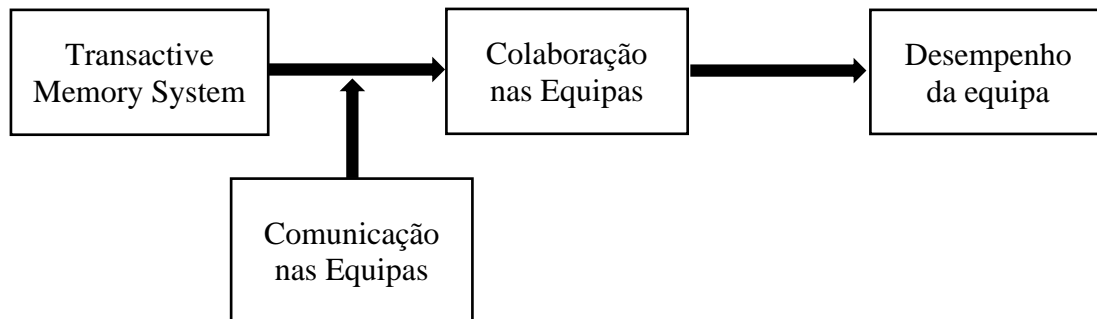 Transactive
Memory System
Colaboração
nas Equipas
Desempenho
da equipa
Comunicação
nas Equipas